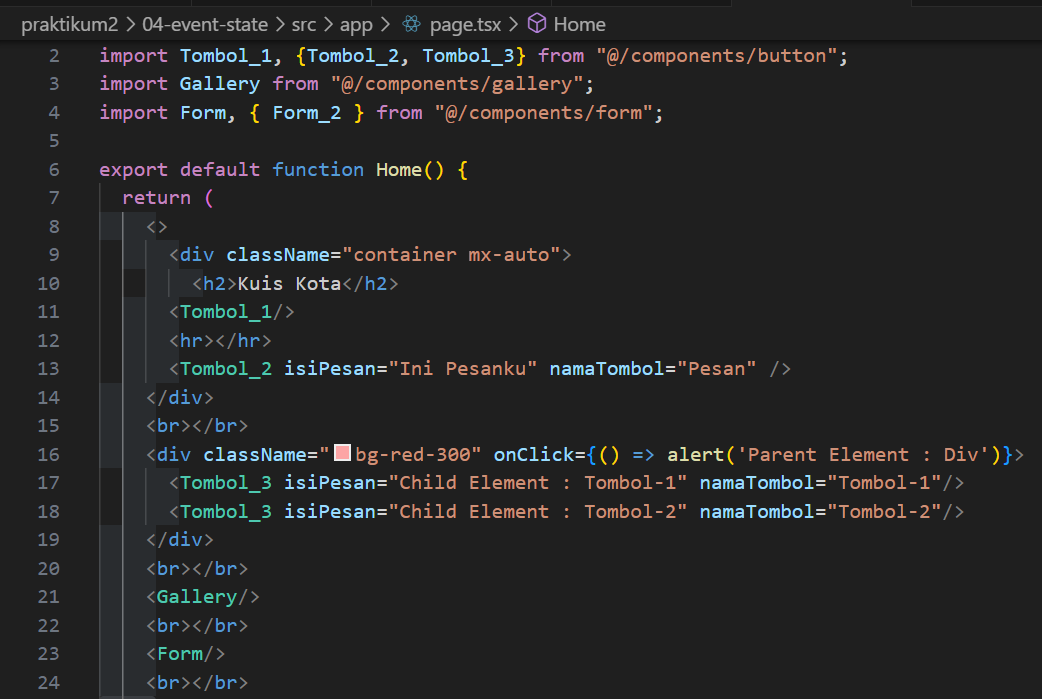 praktikum2 > 04-event-state > src > app > page.tsx > Home
2 import Tombol_1, {Tombol_2, Tombol_3} from "@/components/button";
3 import Gallery from "@/components/gallery";
4 import Form, { Form_2 } from "@/components/form";
5
6 export default function Home() {
7 return (
8 <>
9 <div className="container mx-auto">
10 <h2>Kuis Kota</h2>
11 <Tombol_1/>
12 <hr></hr>
13 <Tombol_2 isiPesan="Ini Pesanku" namaTombol="Pesan" />
14 </div>
15 <br></br>
16 <div className="bg-red-300" onClick={() => alert('Parent Element : Div')}>
17 <Tombol_3 isiPesan="Child Element : Tombol-1" namaTombol="Tombol-1"/>
18 <Tombol_3 isiPesan="Child Element : Tombol-2" namaTombol="Tombol-2"/>
19 </div>
20 <br></br>
21 <Gallery/>
22 <br></br>
23 <Form/>
24 <br></br>